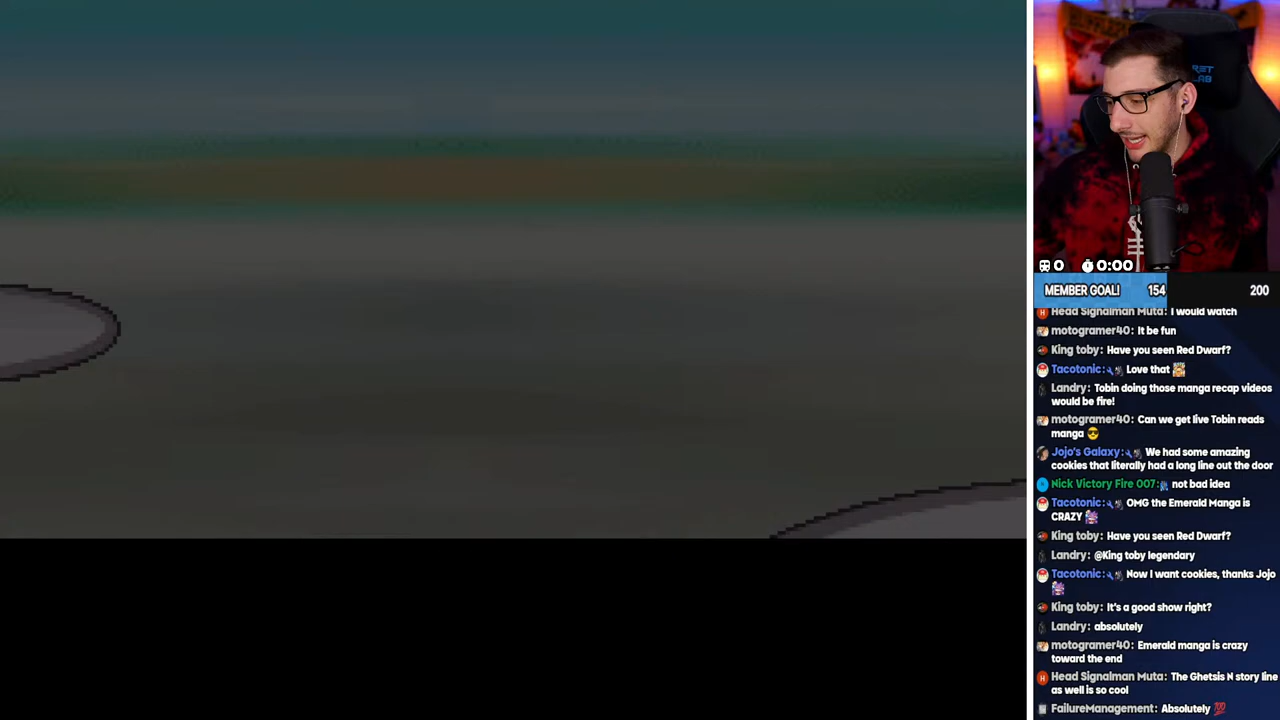 RET
LAB
0 0:00
MEMBER GOAL! 154 200
Head Signalman Muta: I would watch
motogramer40: It be fun
King toby: Have you seen Red Dwarf?
Tacotonic: Love that
Landry: Tobin doing those manga recap videos
would be fire!
motogramer40: Can we get live Tobin reads
manga 😎
Jojo's Galaxy: We had some amazing
cookies that literally had a long line out the door
Nick Victory Fire 007: not bad idea
Tacotonic: OMG the Emerald Manga is
CRAZY
King toby: Have you seen Red Dwarf?
Landry: @King toby legendary
Tacotonic: Now I want cookies, thanks Jojo
King toby: It's a good show right?
Landry: absolutely
motogramer40: Emerald manga is crazy
toward the end
Head Signalman Muta: The Ghetsis N story line
as well is so cool
FailureManagement: Absolutely 💯